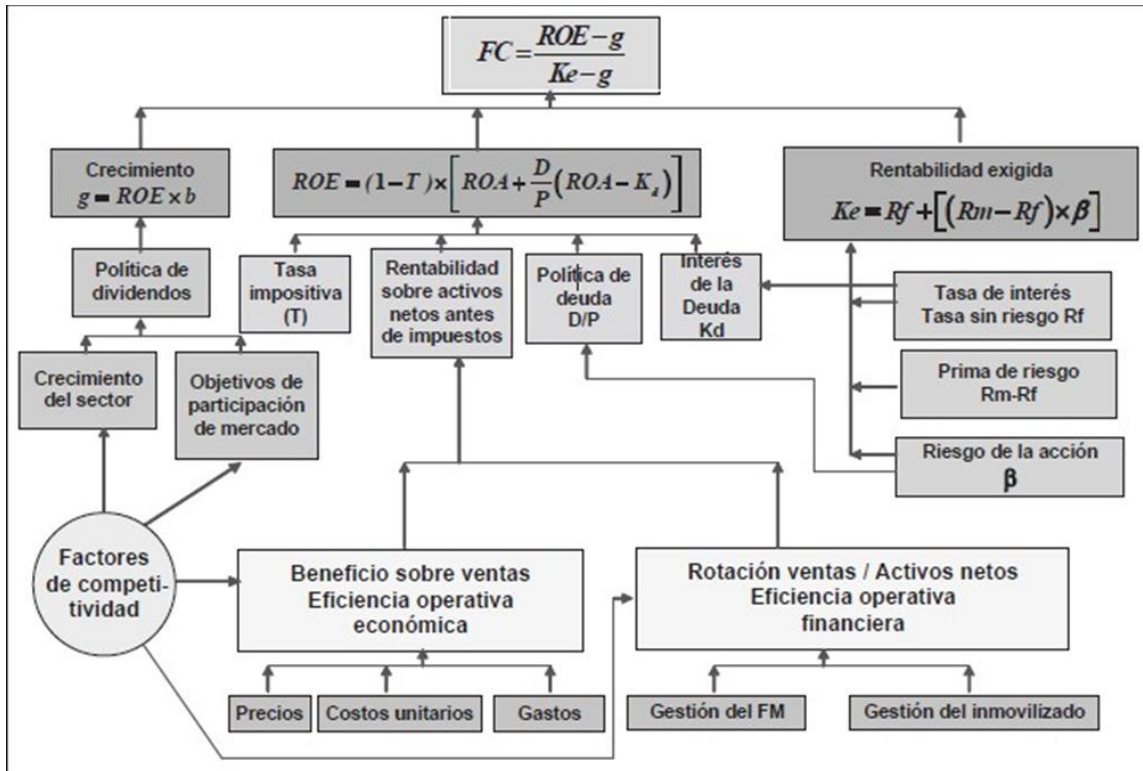 FC = (ROE − g) / (Ke − g)
Crecimiento
g = ROE × b
ROE = (1−T) × [ROA + D/P (ROA − K_d)]
Rentabilidad exigida
Ke = Rf + [(Rm − Rf) × β]
Política de
dividendos
Tasa
impositiva
(T)
Rentabilidad
sobre activos
netos antes
de impuestos
Política de
deuda
D/P
Interés
de la
Deuda
Kd
Tasa de interés
Tasa sin riesgo Rf
Crecimiento
del sector
Objetivos de
participación
de mercado
Prima de riesgo
Rm-Rf
Riesgo de la acción
β
Factores
de competi-
tividad
Beneficio sobre ventas
Eficiencia operativa
económica
Rotación ventas / Activos netos
Eficiencia operativa
financiera
Precios
Costos unitarios
Gastos
Gestión del FM
Gestión del inmovilizado